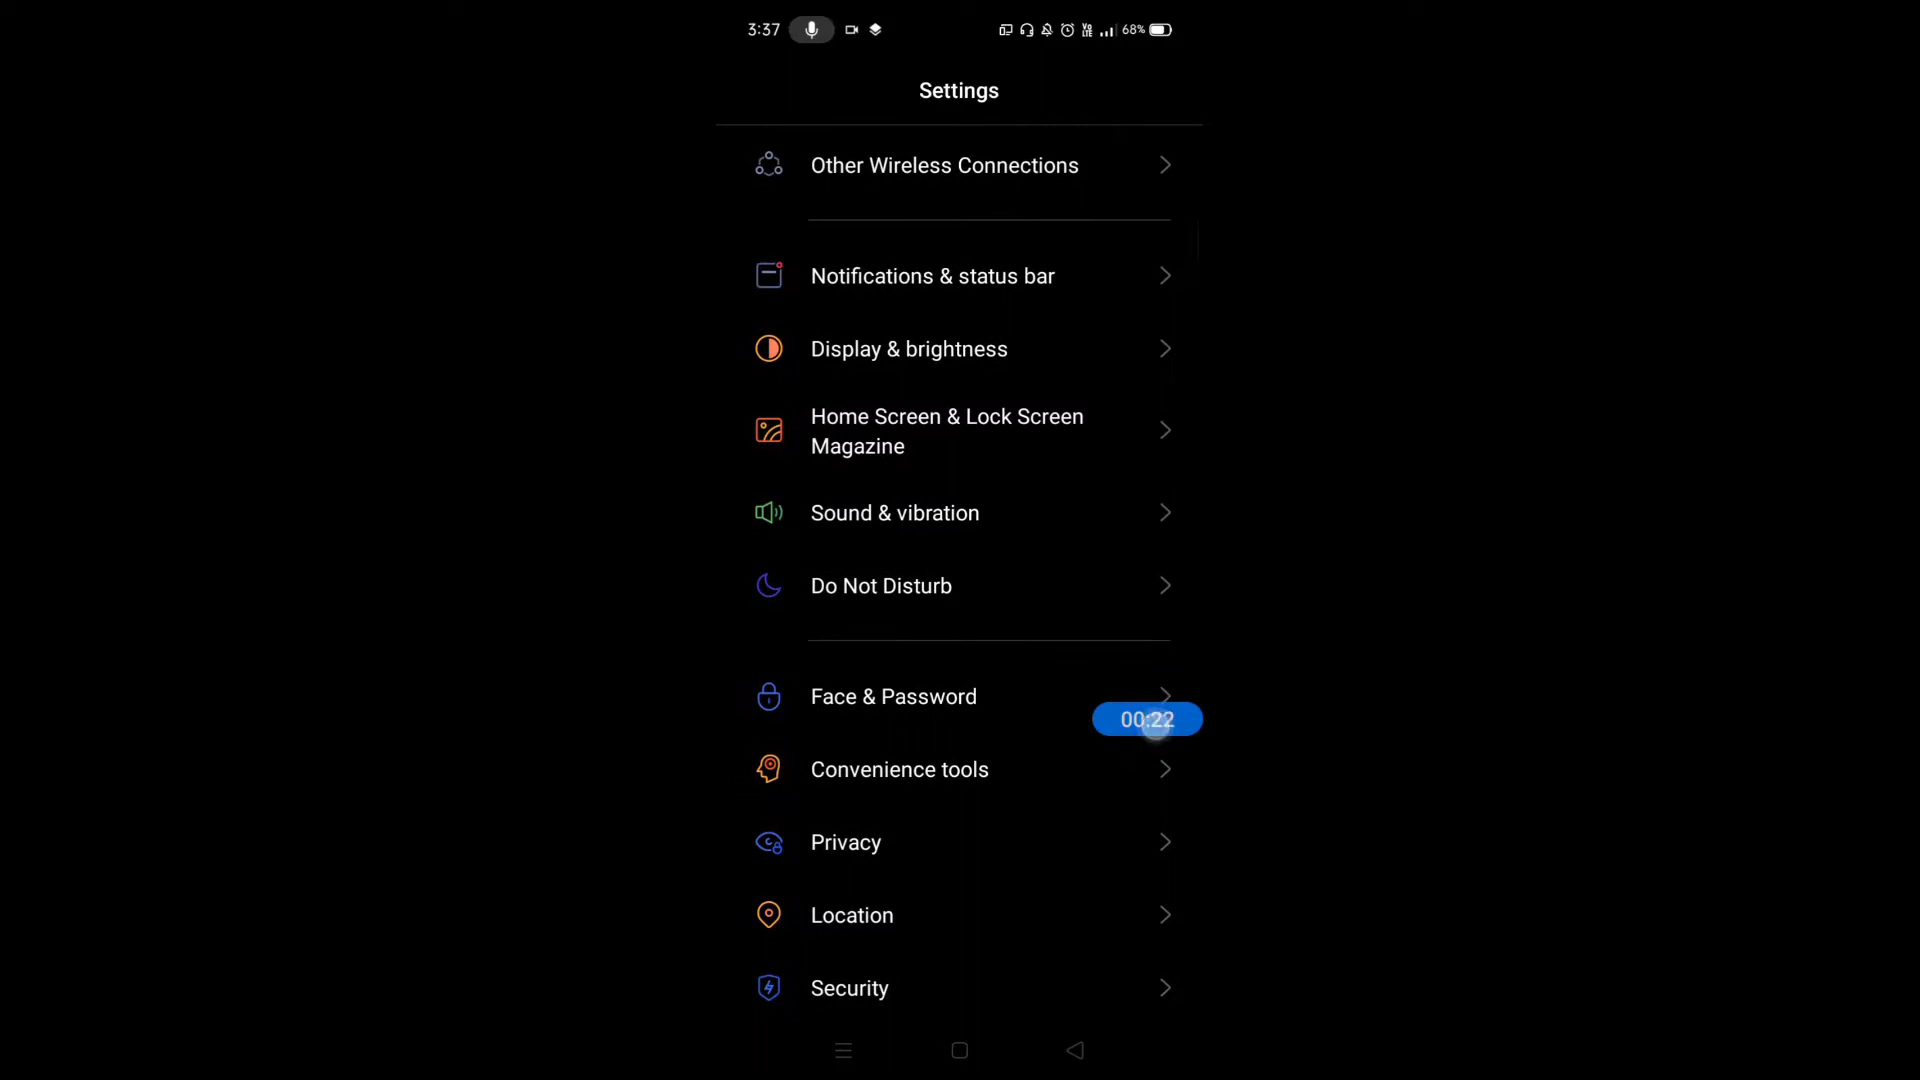 3:37
VoLTE 68%
Settings
Other Wireless Connections
Notifications & status bar
Display & brightness
Home Screen & Lock Screen
Magazine
Sound & vibration
Do Not Disturb
Face & Password
00:22
Convenience tools
Privacy
Location
Security